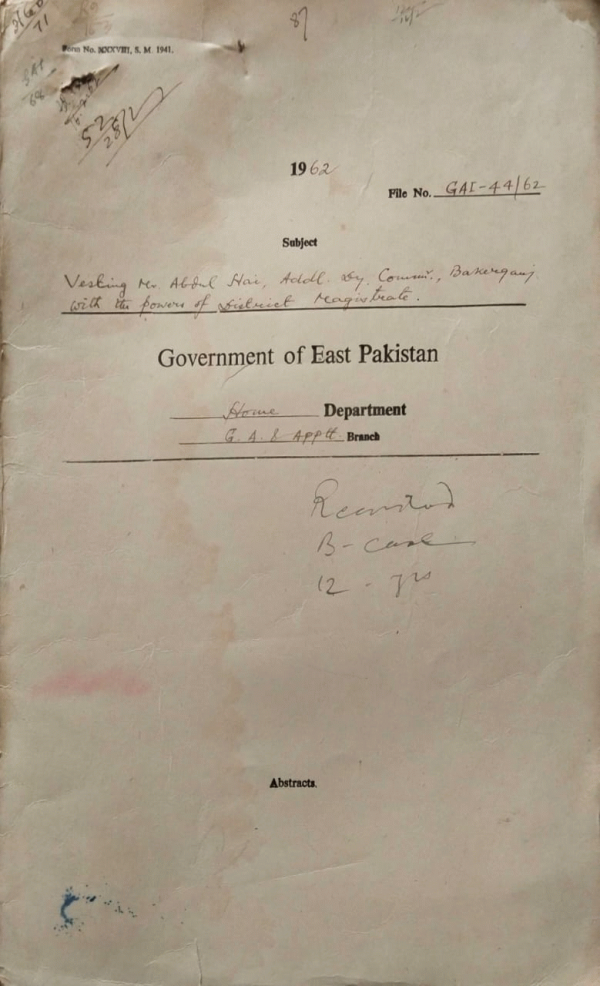 87
Form No. XXXVIII, S. M. 1941.
1962
File No. GAI-44/62
Subject
Vesting Mr. Abdul Hai, Addl. Dy. Commr., Bakerganj.
with the powers of District Magistrate.
Government of East Pakistan
Home Department
G. A. & Apptt. Branch
Recorded
B- case
12 - yrs
Abstracts.